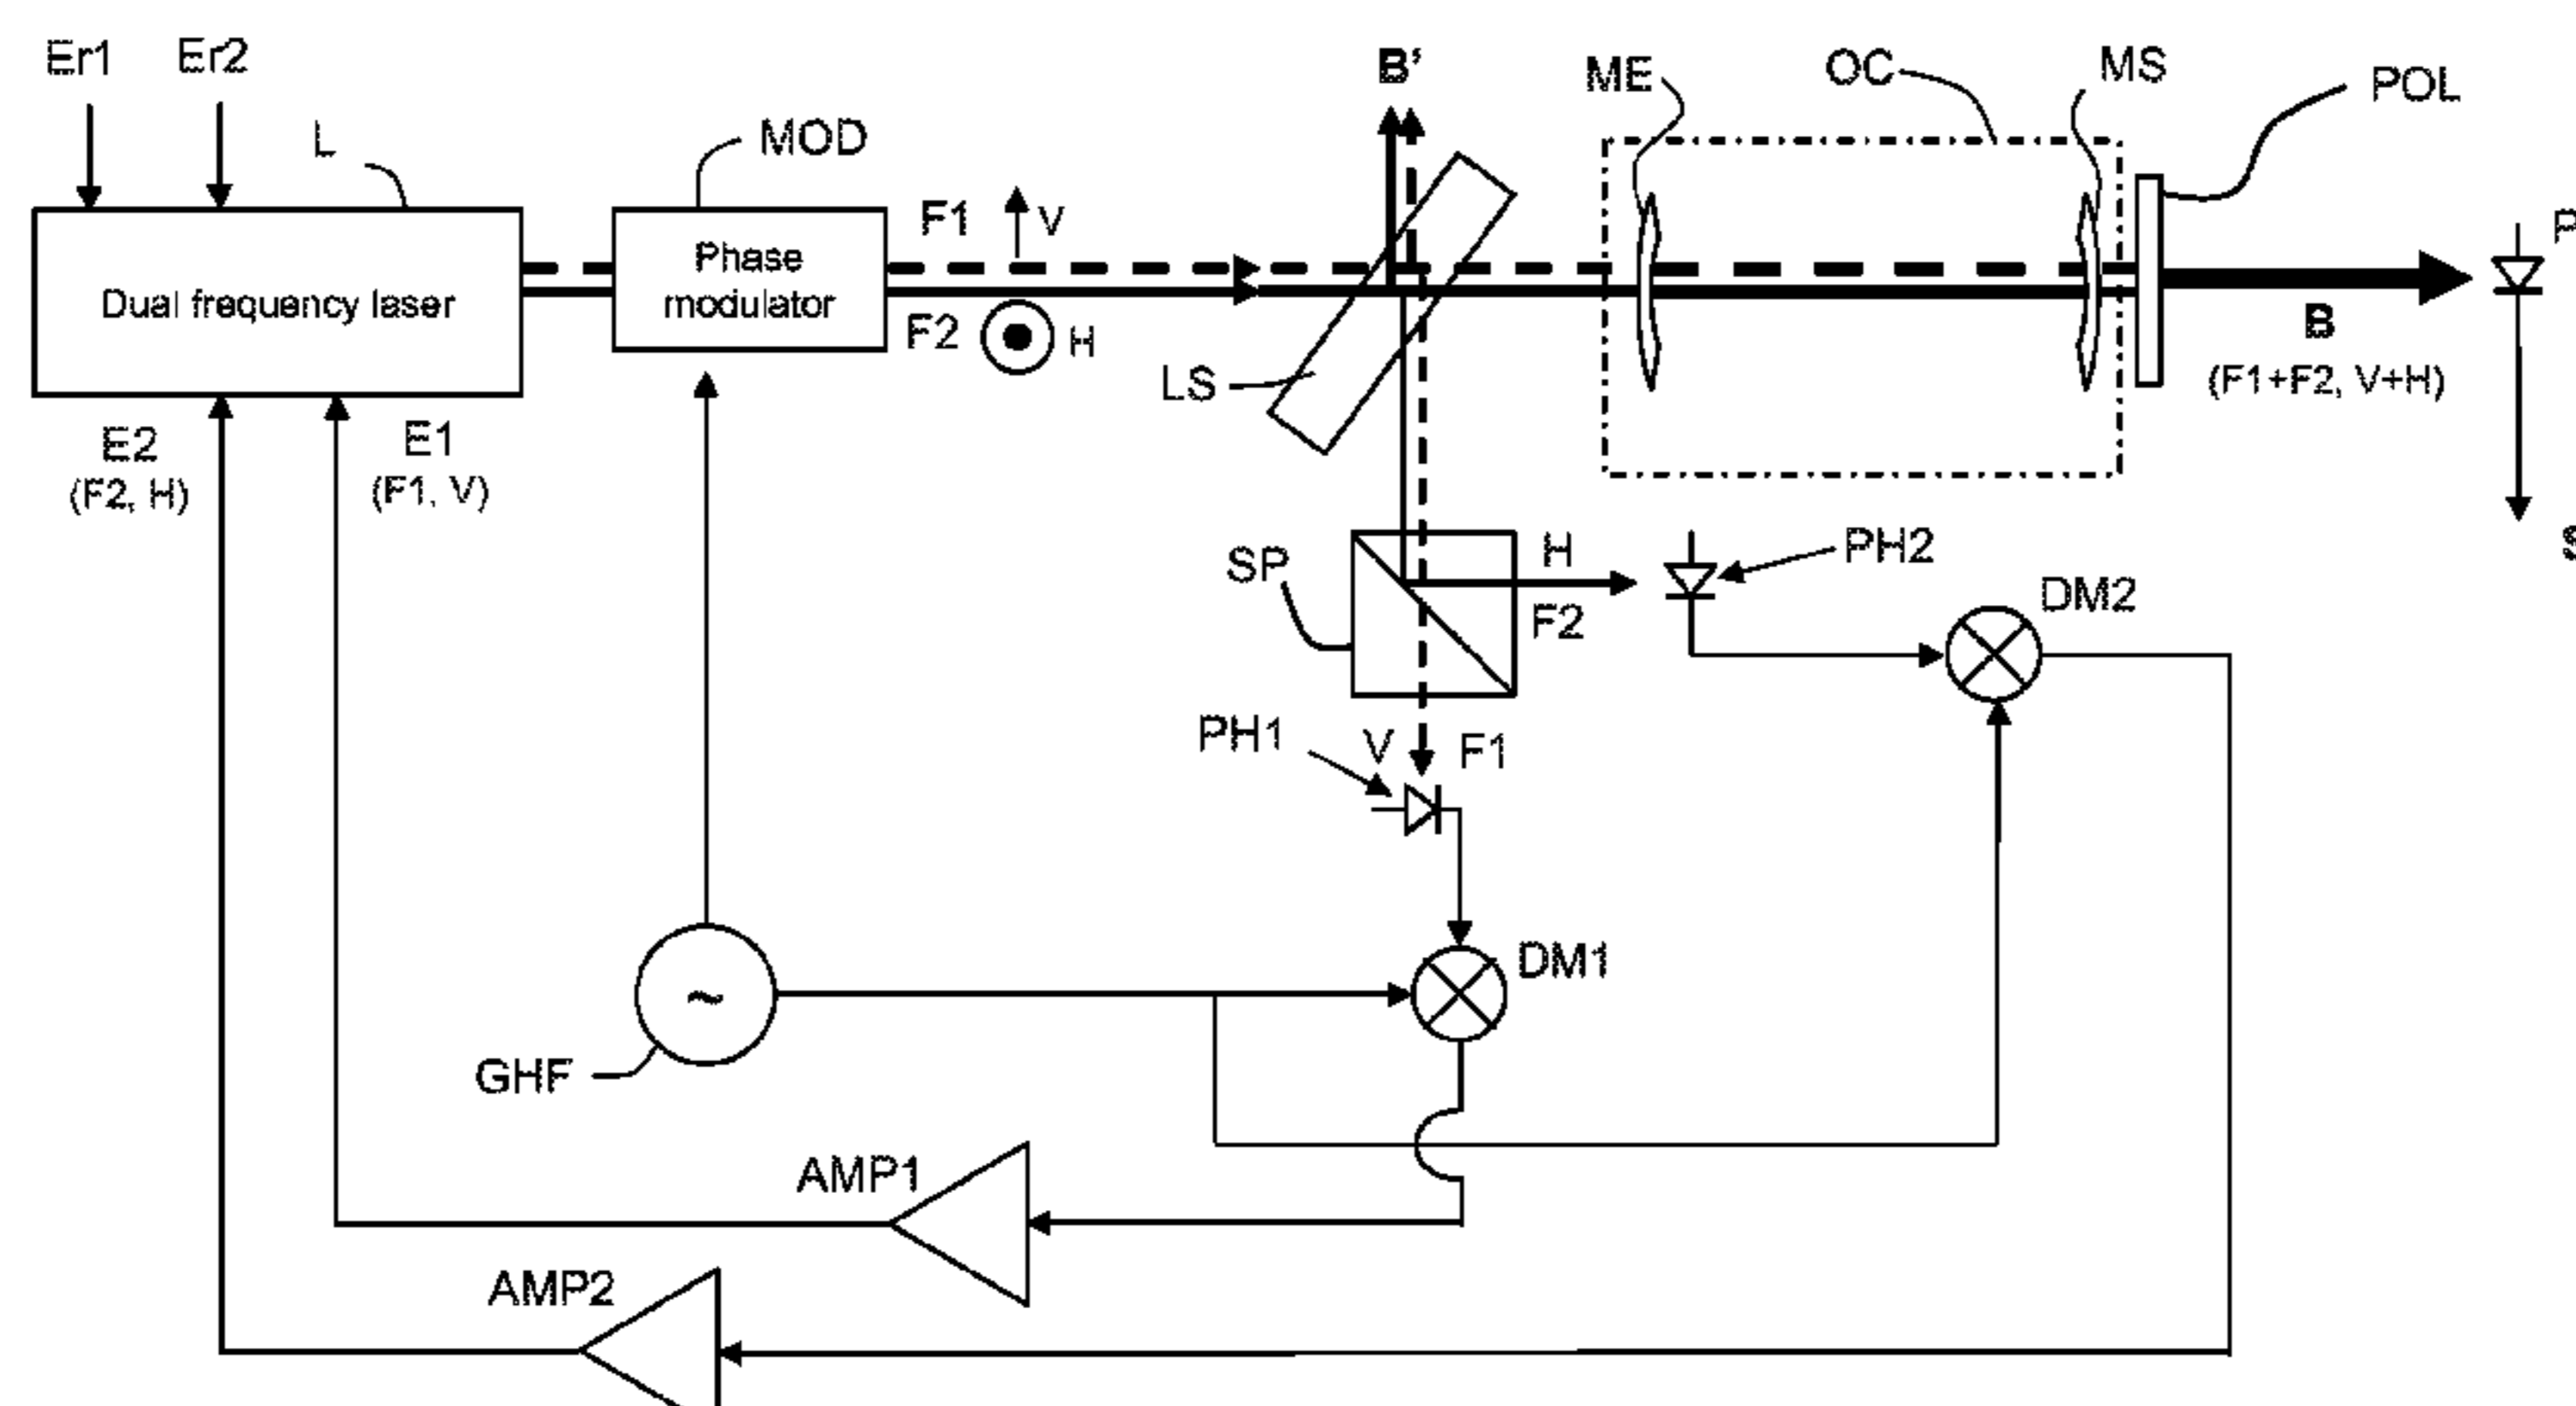 Er1
Er2
L
MOD
B'
ME
OC
MS
POL
Dual frequency laser
Phase
modulator
F1
V
F2
H
LS
B
(F1+F2, V+H)
E2
(F2, H)
E1
(F1, V)
SP
H
F2
PH2
DM2
PH1
V
F1
DM1
~
GHF
AMP1
AMP2